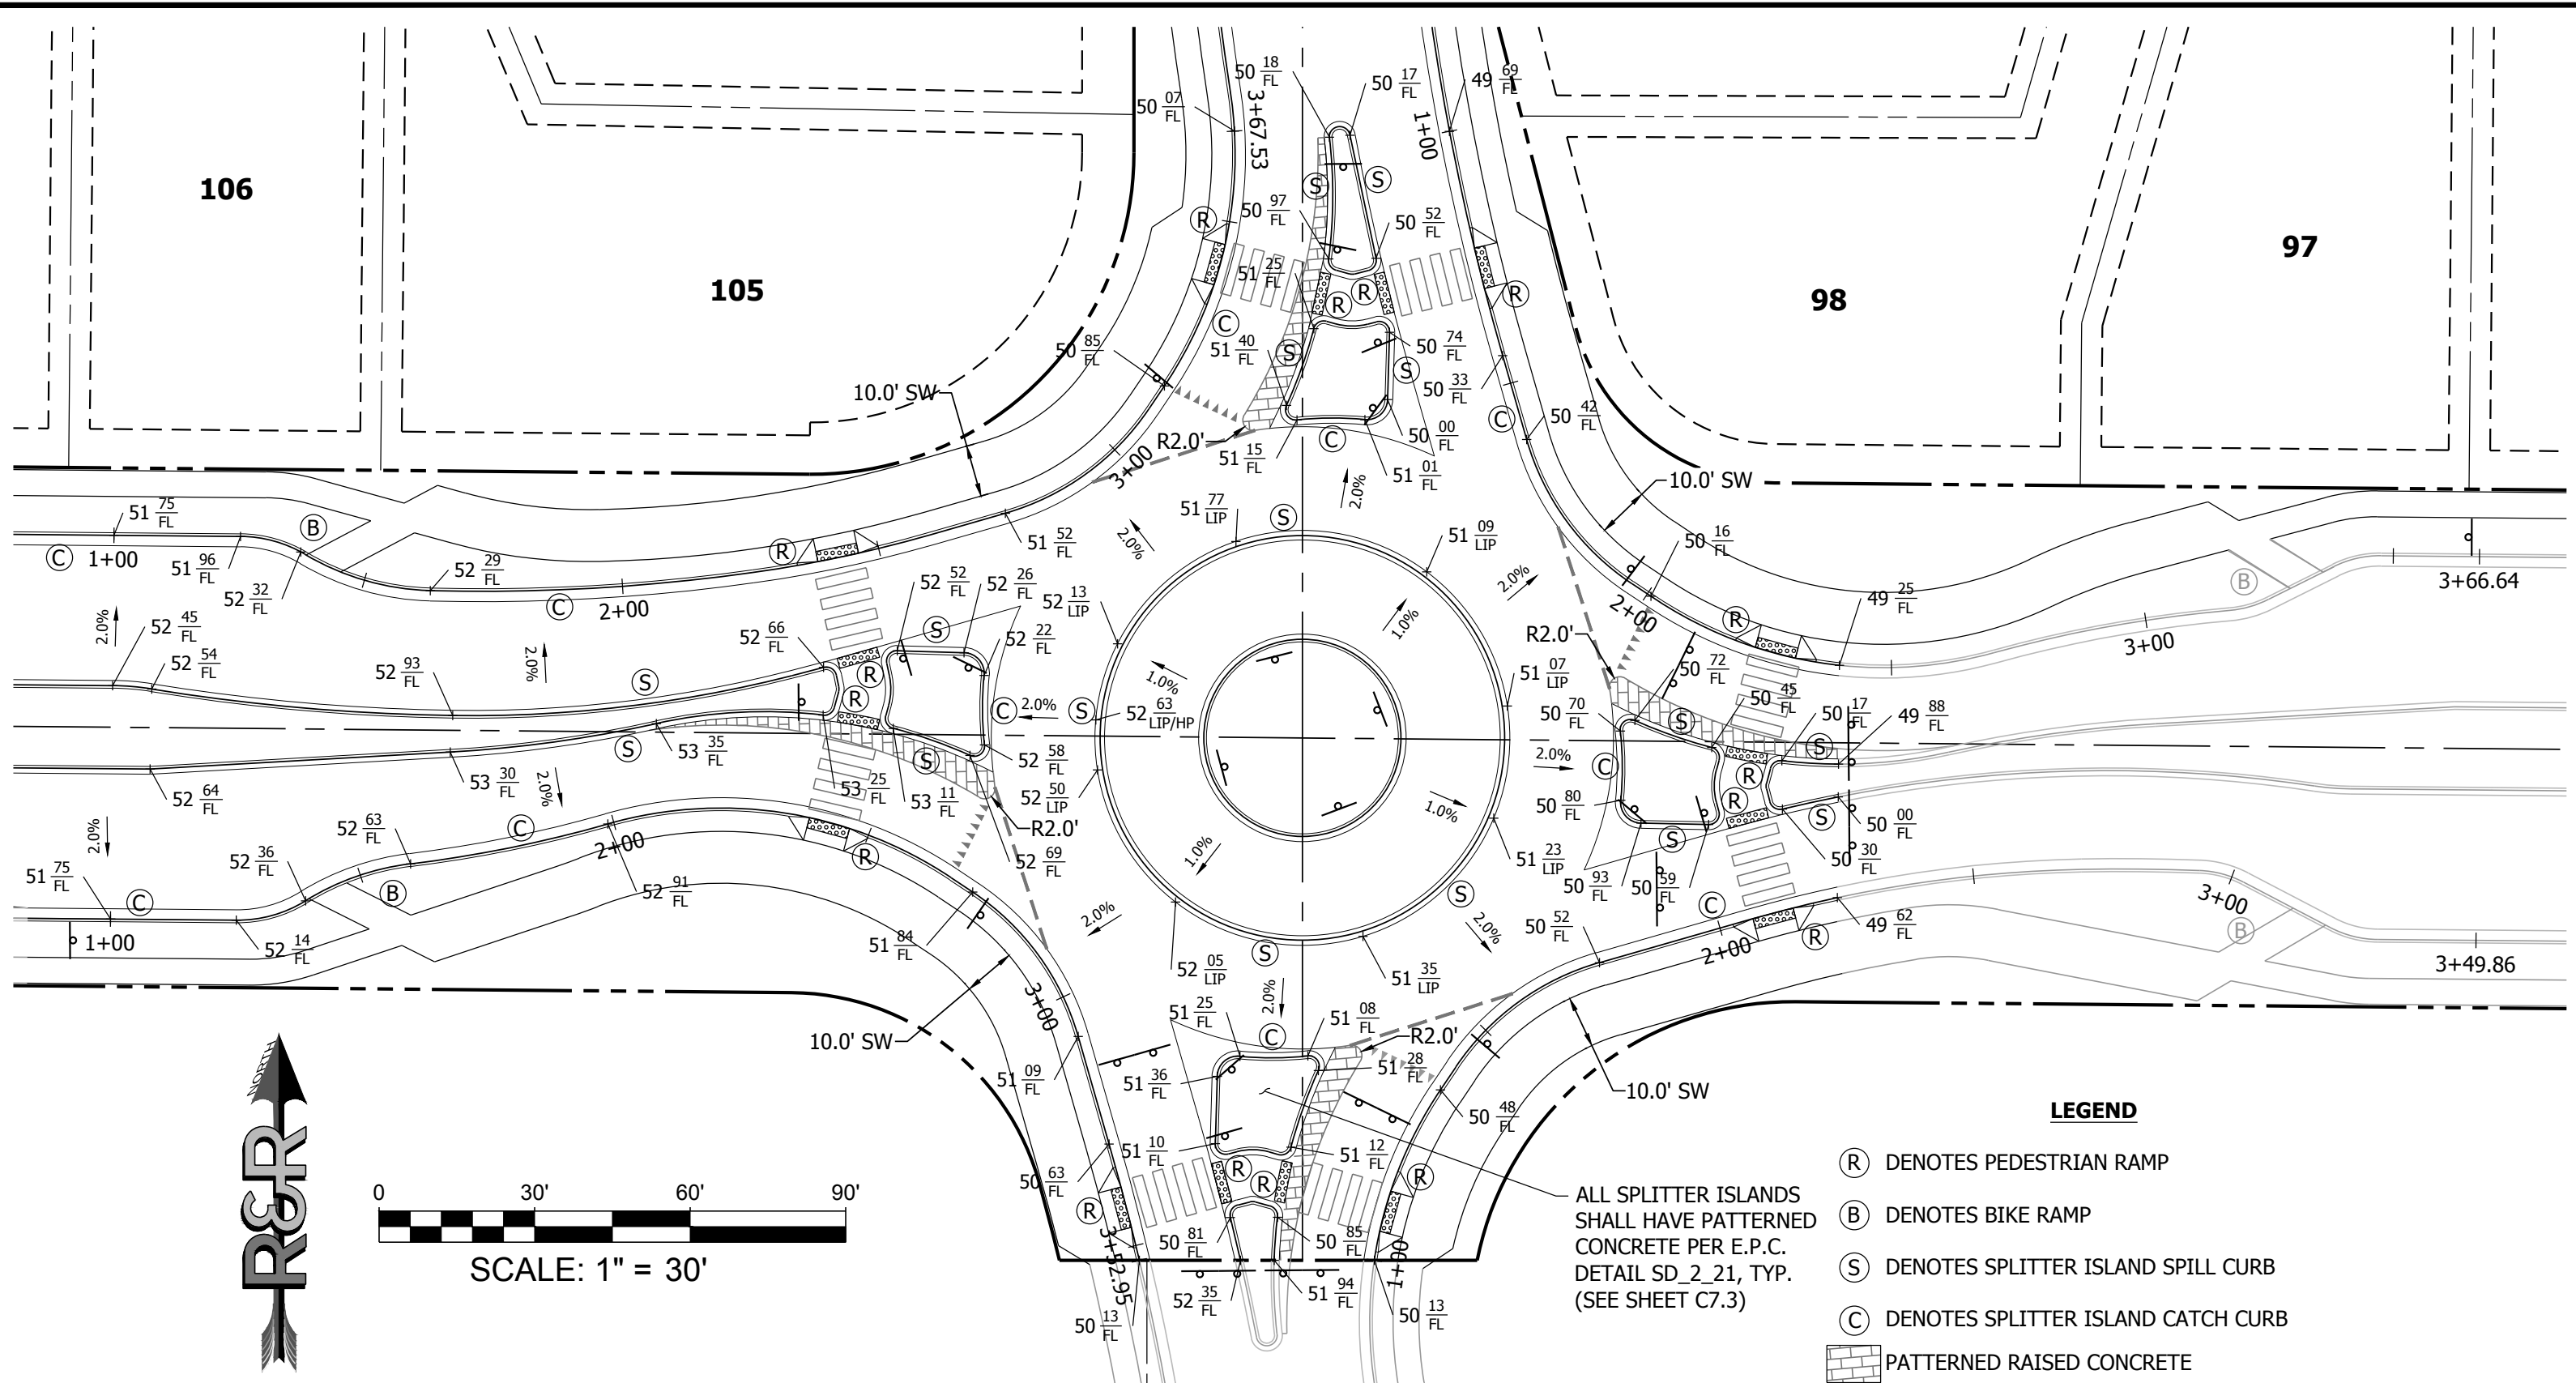 50 18 FL
50 17 FL
49 69 FL
50 07 FL
3+67.53
1+00
106
105
98
97
50 97 FL
50 52 FL
51 25 FL
50 85 FL
51 40 FL
50 74 FL
50 33 FL
50 42 FL
10.0' SW
R2.0'
51 15 FL
50 00 FL
51 01 FL
3+00
10.0' SW
51 75 FL
1+00
51 96 FL
52 32 FL
52 29 FL
2+00
51 52 FL
51 77 LIP
51 09 LIP
50 16 FL
49 25 FL
3+66.64
2.0%
2.0%
2.0%
2.0%
2.0%
52 45 FL
52 54 FL
52 93 FL
52 66 FL
52 52 FL
52 26 FL
52 13 LIP
52 22 FL
2+00
3+00
R2.0'
51 07 LIP
50 72 FL
50 45 FL
50 17 FL
49 88 FL
50 70 FL
1.0%
1.0%
2.0%
52 63 LIP/HP
2.0%
52 64 FL
53 30 FL
53 35 FL
53 25 FL
53 11 FL
52 58 FL
52 50 LIP
R2.0'
52 69 FL
2.0%
2.0%
1.0%
1.0%
50 80 FL
51 23 LIP
50 93 FL
50 59 FL
50 30 FL
50 00 FL
52 63 FL
52 36 FL
51 75 FL
2+00
52 91 FL
1+00
52 14 FL
51 84 FL
2.0%
2.0%
52 05 LIP
51 35 LIP
50 52 FL
2+00
49 62 FL
3+00
3+49.86
10.0' SW
3+00
51 25 FL
2.0%
51 08 FL
R2.0'
51 09 FL
51 36 FL
51 28 FL
50 48 FL
10.0' SW
51 10 FL
51 12 FL
50 63 FL
50 81 FL
50 85 FL
3+52.95
1+00
52 35 FL
51 94 FL
50 13 FL
50 13 FL
ALL SPLITTER ISLANDS
SHALL HAVE PATTERNED
CONCRETE PER E.P.C.
DETAIL SD_2_21, TYP.
(SEE SHEET C7.3)
NORTH
R&R
0 30' 60' 90'
SCALE: 1" = 30'
LEGEND
R DENOTES PEDESTRIAN RAMP
B DENOTES BIKE RAMP
S DENOTES SPLITTER ISLAND SPILL CURB
C DENOTES SPLITTER ISLAND CATCH CURB
PATTERNED RAISED CONCRETE